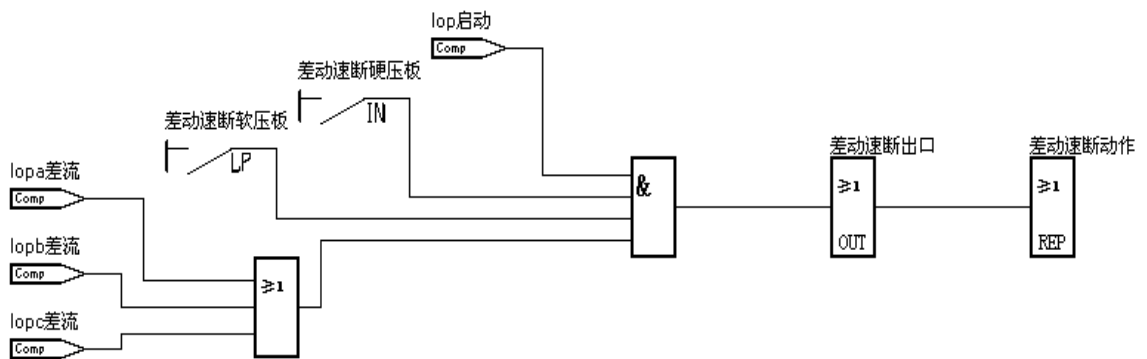 Iop启动
Comp
差动速断硬压板
IN
差动速断软压板
LP
Iopa差流
Comp
Iopb差流
Comp
Iopc差流
Comp
≥1
&
差动速断出口
≥1
OUT
差动速断动作
≥1
REP